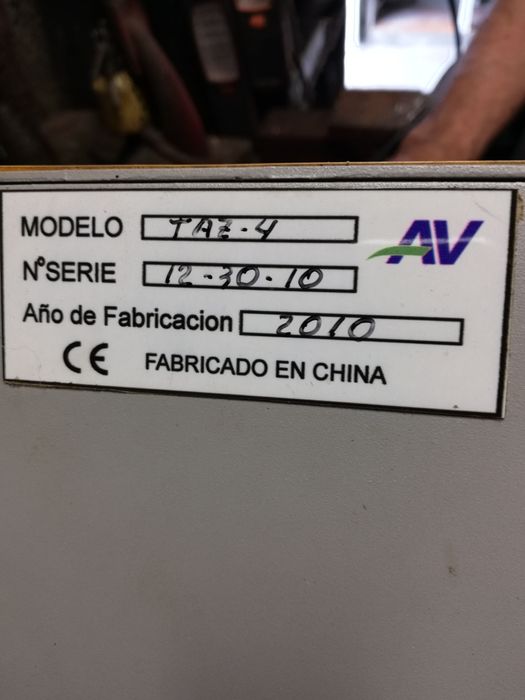 MODELO TAZ-4
AV
NºSERIE 12-30-10
Año de Fabricacion 2010
CE FABRICADO EN CHINA